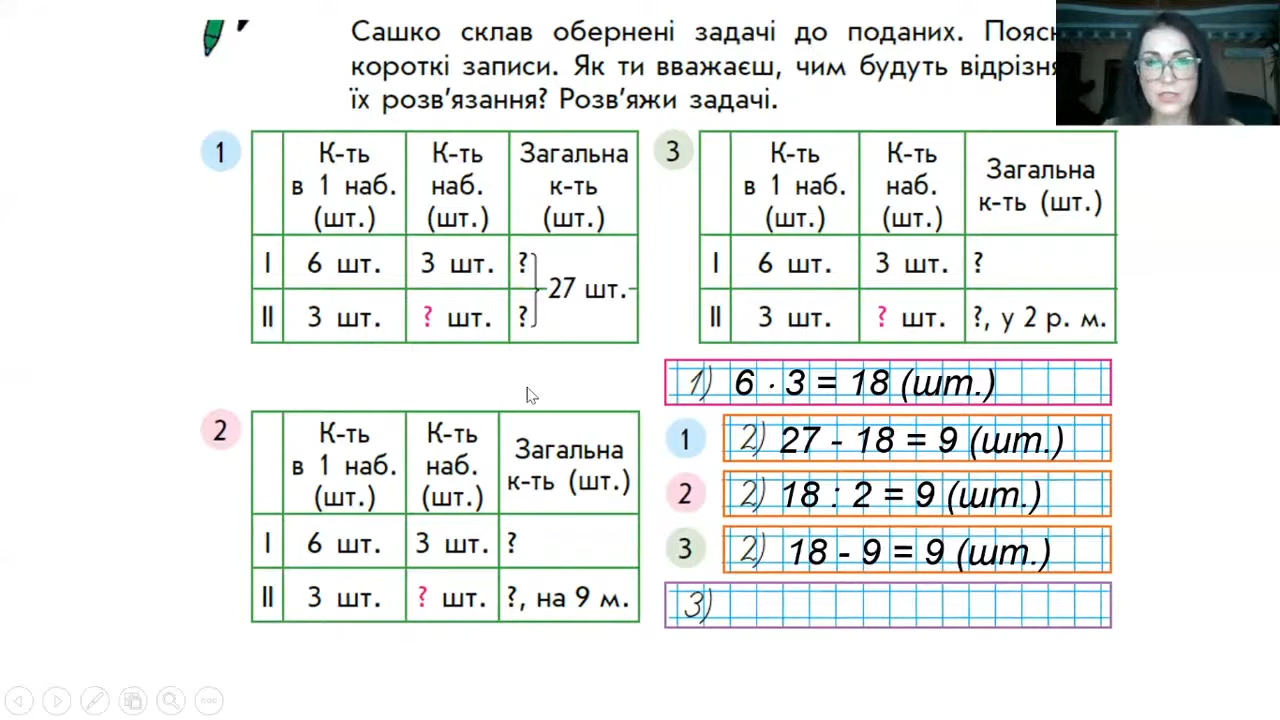 Сашко склав обернені задачі до поданих. Поясн
короткі записи. Як ти вважаєш, чим будуть відрізня
їх розв'язання? Розв'яжи задачі.
1
К-ть в 1 наб. (шт.) К-ть наб. (шт.) Загальна к-ть (шт.)
I 6 шт. 3 шт. ?
27 шт.
II 3 шт. ? шт. ?
3
К-ть в 1 наб. (шт.) К-ть наб. (шт.) Загальна к-ть (шт.)
I 6 шт. 3 шт. ?
II 3 шт. ? шт. ?, у 2 р. м.
2
К-ть в 1 наб. (шт.) К-ть наб. (шт.) Загальна к-ть (шт.)
I 6 шт. 3 шт. ?
II 3 шт. ? шт. ?, на 9 м.
1) 6 · 3 = 18 (шт.)
1 2) 27 - 18 = 9 (шт.)
2 2) 18 : 2 = 9 (шт.)
3 2) 18 - 9 = 9 (шт.)
3)